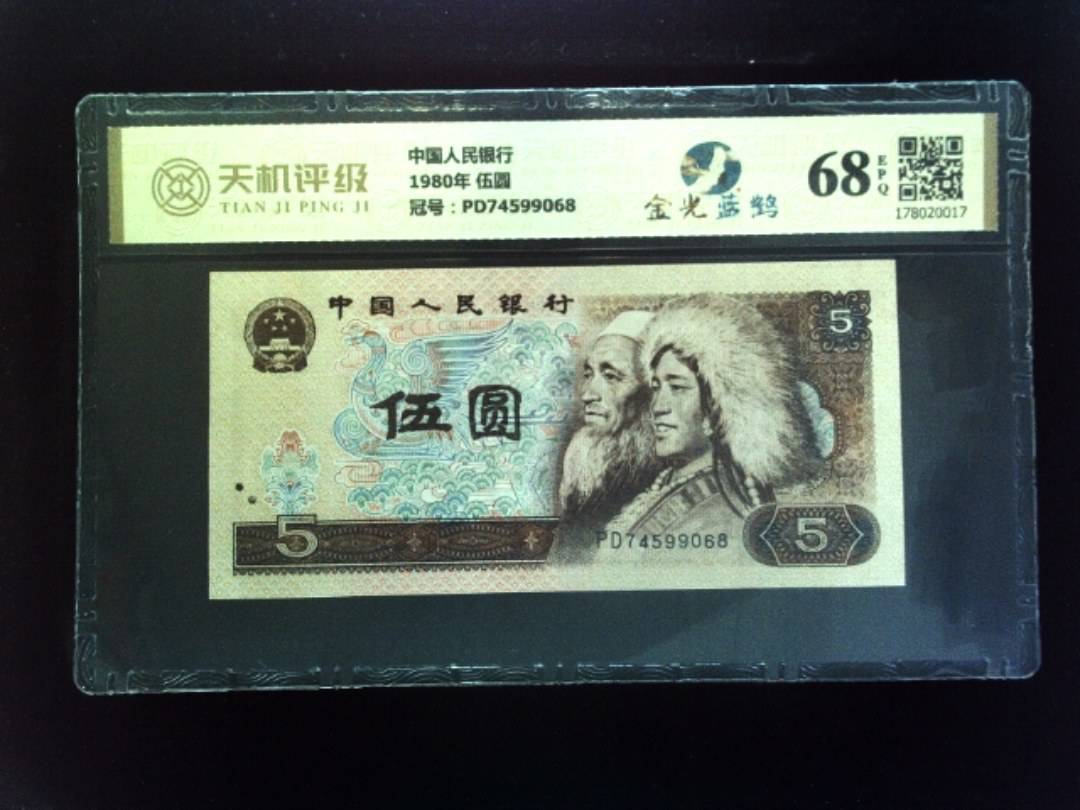 天机评级
TIAN JI PING JI
中国人民银行
1980年 伍圆
冠号：PD74599068
金光蓝鹤
68
EPQ
178020017
中国人民银行
5
伍圆
5
PD74599068
5